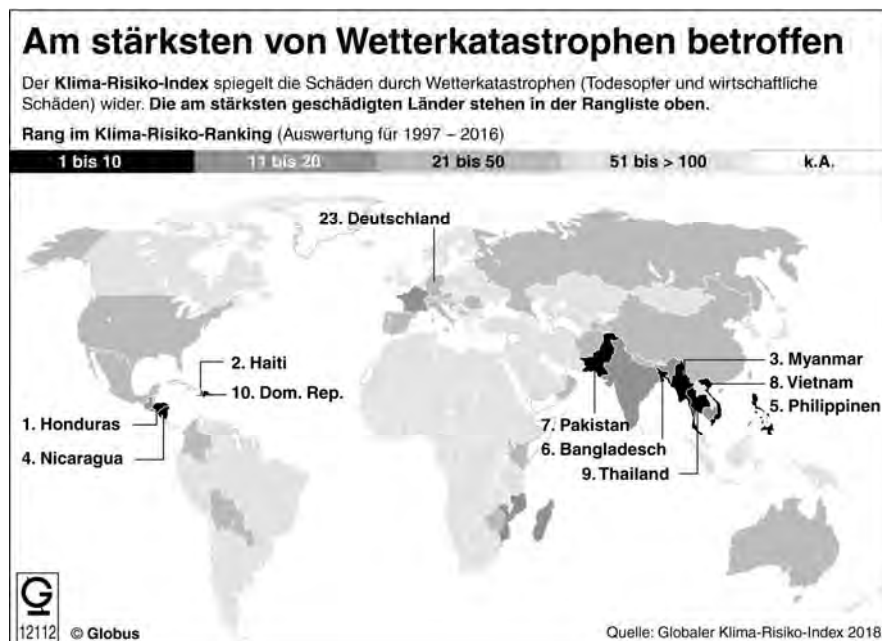 Am stärksten von Wetterkatastrophen betroffen
Der Klima-Risiko-Index spiegelt die Schäden durch Wetterkatastrophen (Todesopfer und wirtschaftliche
Schäden) wider. Die am stärksten geschädigten Länder stehen in der Rangliste oben.
Rang im Klima-Risiko-Ranking (Auswertung für 1997 – 2016)
1 bis 10 11 bis 20 21 bis 50 51 bis > 100 k.A.
23. Deutschland
2. Haiti
10. Dom. Rep.
1. Honduras
4. Nicaragua
3. Myanmar
8. Vietnam
5. Philippinen
7. Pakistan
6. Bangladesch
9. Thailand
G
12112 © Globus
Quelle: Globaler Klima-Risiko-Index 2018